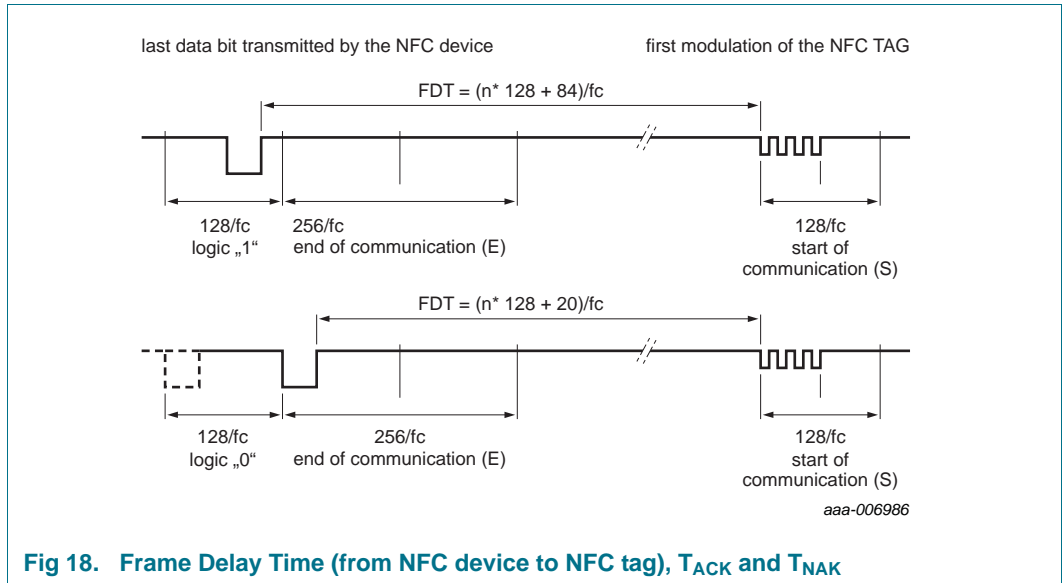 last data bit transmitted by the NFC device
first modulation of the NFC TAG
FDT = (n* 128 + 84)/fc
128/fc
logic „1“
256/fc
end of communication (E)
128/fc
start of
communication (S)
FDT = (n* 128 + 20)/fc
128/fc
logic „0“
256/fc
end of communication (E)
128/fc
start of
communication (S)
aaa-006986
Fig 18. Frame Delay Time (from NFC device to NFC tag), TACK and TNAK